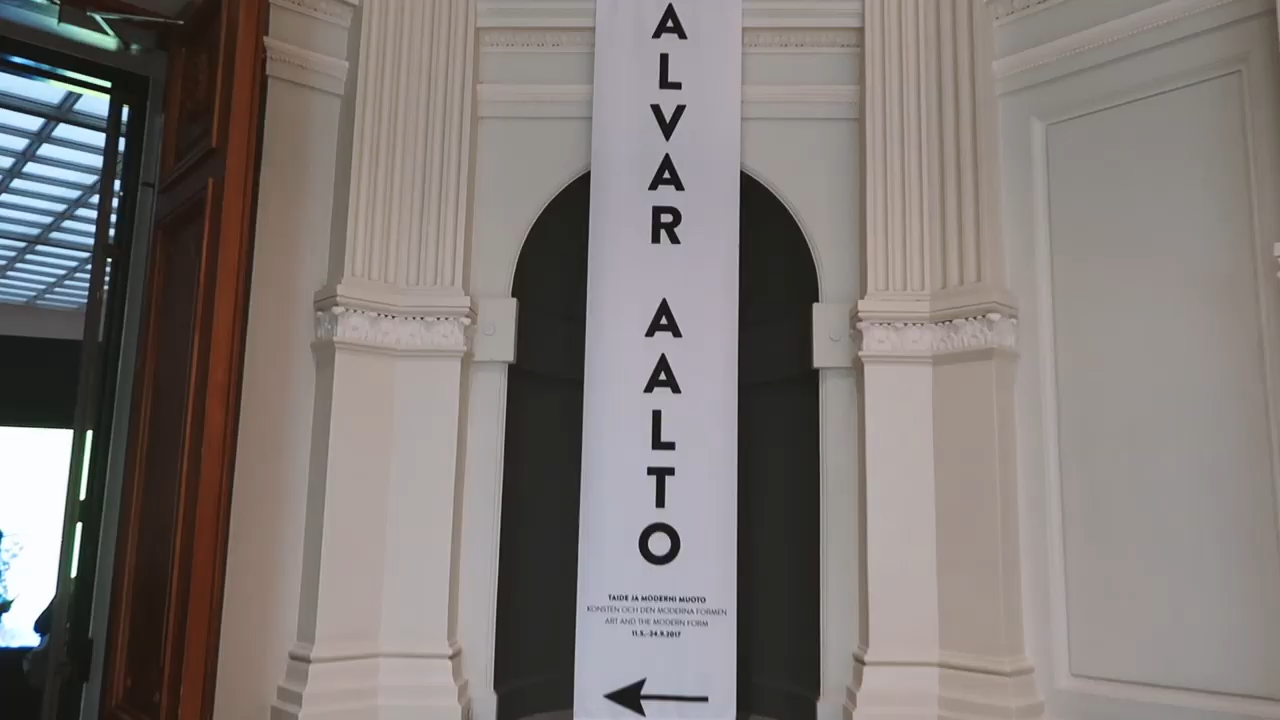 ALVAR AALTO
TAIDE JA MODERNI MUOTO
KONSTEN OCH DEN MODERNA FORMEN
ART AND THE MODERN FORM
11.5.–24.9.2017